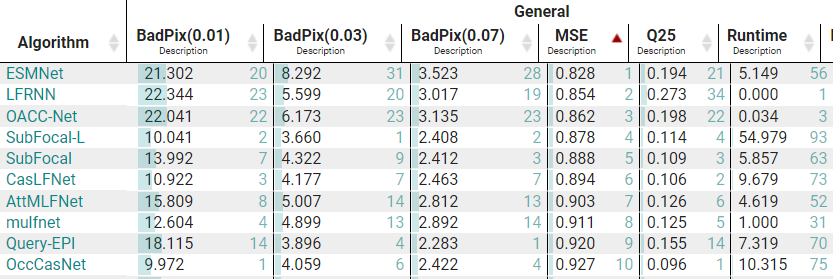 General
Algorithm BadPix(0.01) BadPix(0.03) BadPix(0.07) MSE Q25 Runtime
Description Description Description Description Description Description
ESMNet 21.302 20 8.292 31 3.523 28 0.828 1 0.194 21 5.149 56
LFRNN 22.344 23 5.599 20 3.017 19 0.854 2 0.273 34 0.000 1
OACC-Net 22.041 22 6.173 23 3.135 23 0.862 3 0.198 22 0.034 3
SubFocal-L 10.041 2 3.660 1 2.408 2 0.878 4 0.114 4 54.979 93
SubFocal 13.992 7 4.322 9 2.412 3 0.888 5 0.109 3 5.857 63
CasLFNet 10.922 3 4.177 7 2.463 7 0.894 6 0.106 2 9.679 73
AttMLFNet 15.809 8 5.007 14 2.812 13 0.903 7 0.126 6 4.619 52
mulfnet 12.604 4 4.899 13 2.892 14 0.911 8 0.125 5 1.000 31
Query-EPI 18.115 14 3.896 4 2.283 1 0.920 9 0.155 14 7.319 70
OccCasNet 9.972 1 4.059 6 2.422 4 0.927 10 0.096 1 10.315 75